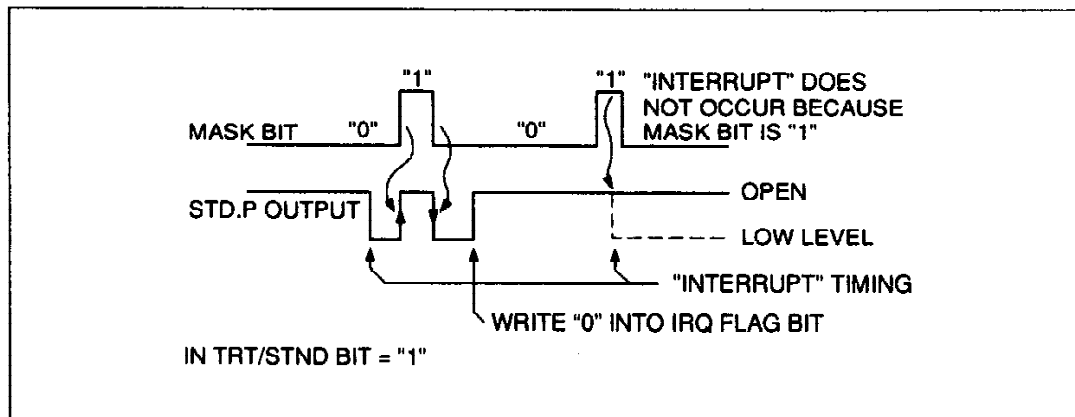 "1"
"1" "INTERRUPT" DOES
NOT OCCUR BECAUSE
MASK BIT IS "1"
MASK BIT "0" "0"
STD.P OUTPUT
OPEN
LOW LEVEL
"INTERRUPT" TIMING
WRITE "0" INTO IRQ FLAG BIT
IN TRT/STND BIT = "1"